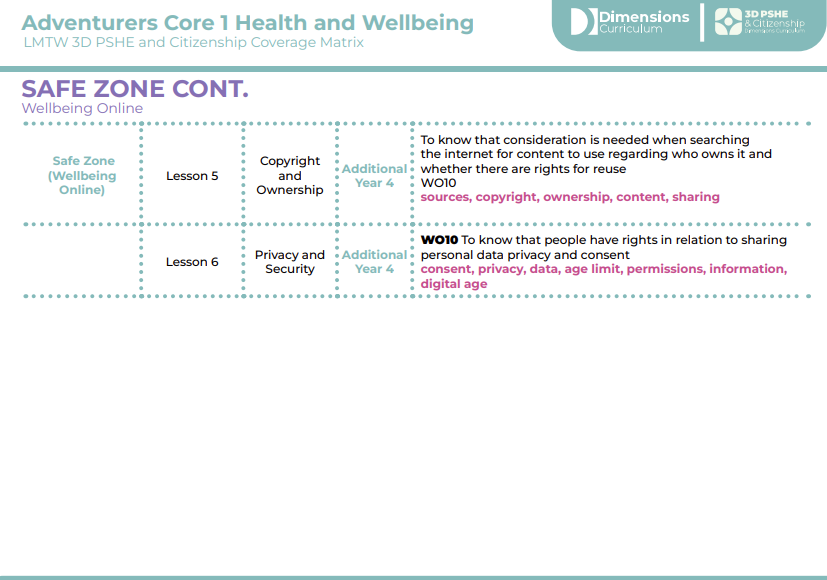 Adventurers Core 1 Health and Wellbeing
LMTW 3D PSHE and Citizenship Coverage Matrix
Dimensions
Curriculum
3D PSHE
& Citizenship
Dimensions Curriculum
SAFE ZONE CONT.
Wellbeing Online
Safe Zone
(Wellbeing
Online)
Lesson 5
Copyright
and
Ownership
Additional
Year 4
To know that consideration is needed when searching
the internet for content to use regarding who owns it and
whether there are rights for reuse
WO10
sources, copyright, ownership, content, sharing
Lesson 6
Privacy and
Security
Additional
Year 4
WO10 To know that people have rights in relation to sharing
personal data privacy and consent
consent, privacy, data, age limit, permissions, information,
digital age